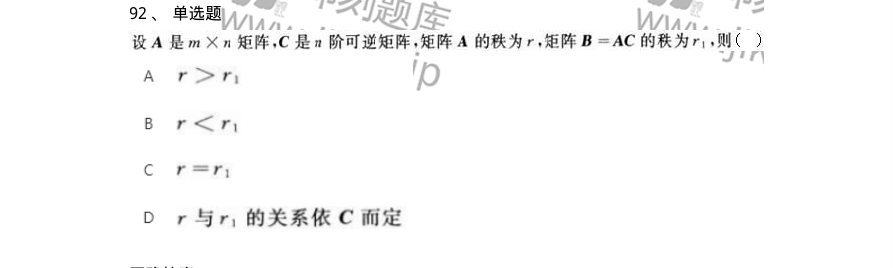 92 、 单选题
设 A 是 m × n 矩阵,C 是 n 阶可逆矩阵,矩阵 A 的秩为 r,矩阵 B = AC 的秩为 r₁,则( )
A r > r₁
B r < r₁
C r = r₁
D r 与 r₁ 的关系依 C 而定